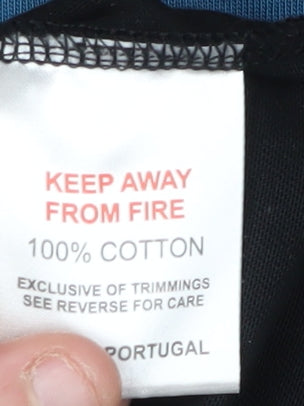 KEEP AWAY
FROM FIRE
100% COTTON
EXCLUSIVE OF TRIMMINGS
SEE REVERSE FOR CARE
PORTUGAL